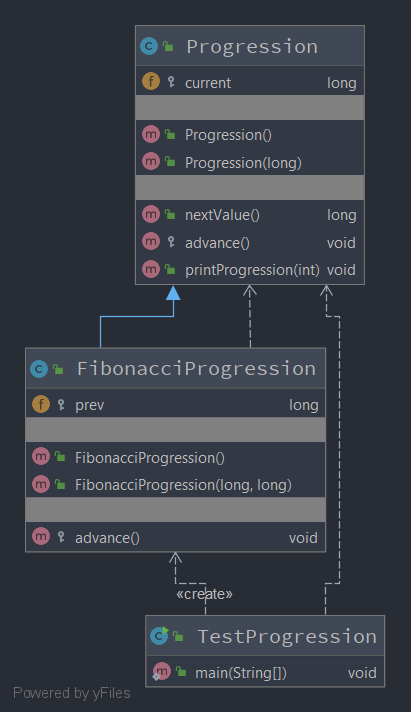 Progression
current long
Progression()
Progression(long)
nextValue() long
advance() void
printProgression(int) void
FibonacciProgression
prev long
FibonacciProgression()
FibonacciProgression(long, long)
advance() void
«create»
TestProgression
main(String[]) void
Powered by yFiles